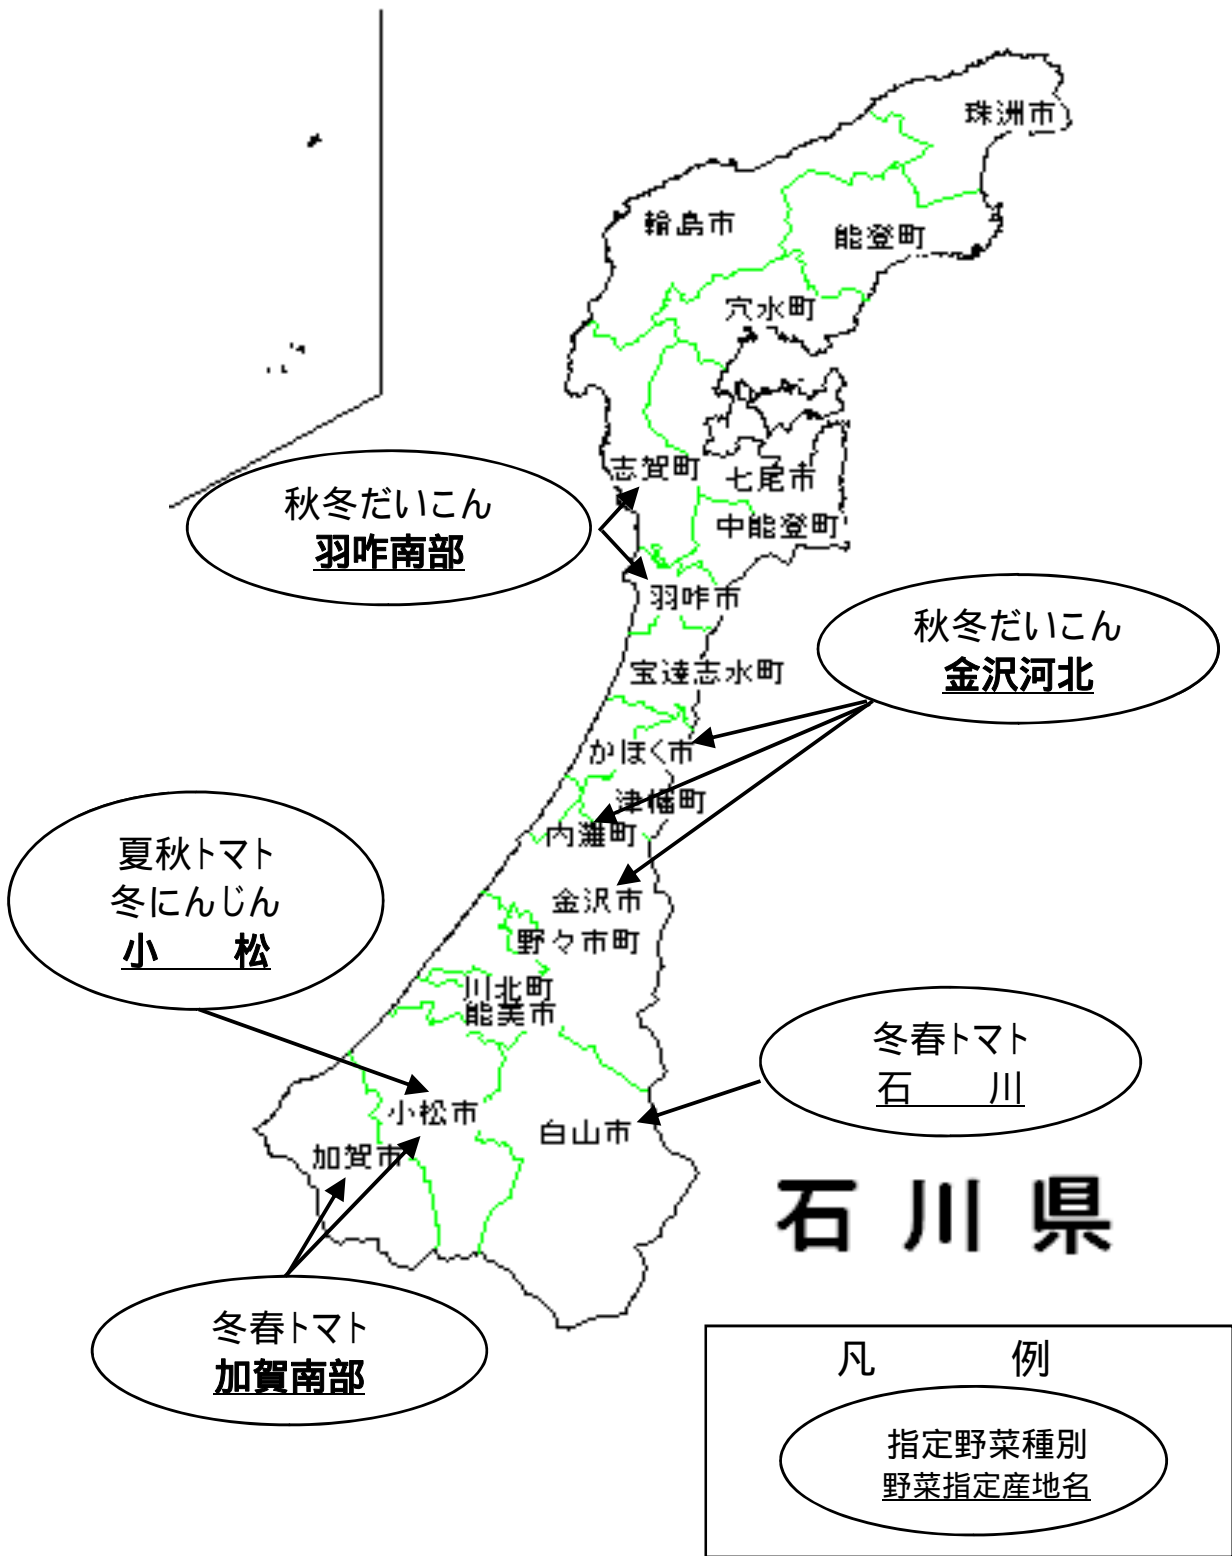 珠洲市
輪島市
能登町
穴水町
志賀町
七尾市
秋冬だいこん
羽咋南部
中能登町
羽咋市
秋冬だいこん
金沢河北
宝達志水町
かほく市
津幡町
内灘町
夏秋トマト
冬にんじん
小　　松
金沢市
野々市町
川北町
能美市
冬春トマト
石　　川
小松市
白山市
加賀市
石 川 県
冬春トマト
加賀南部
凡　　　例
指定野菜種別
野菜指定産地名